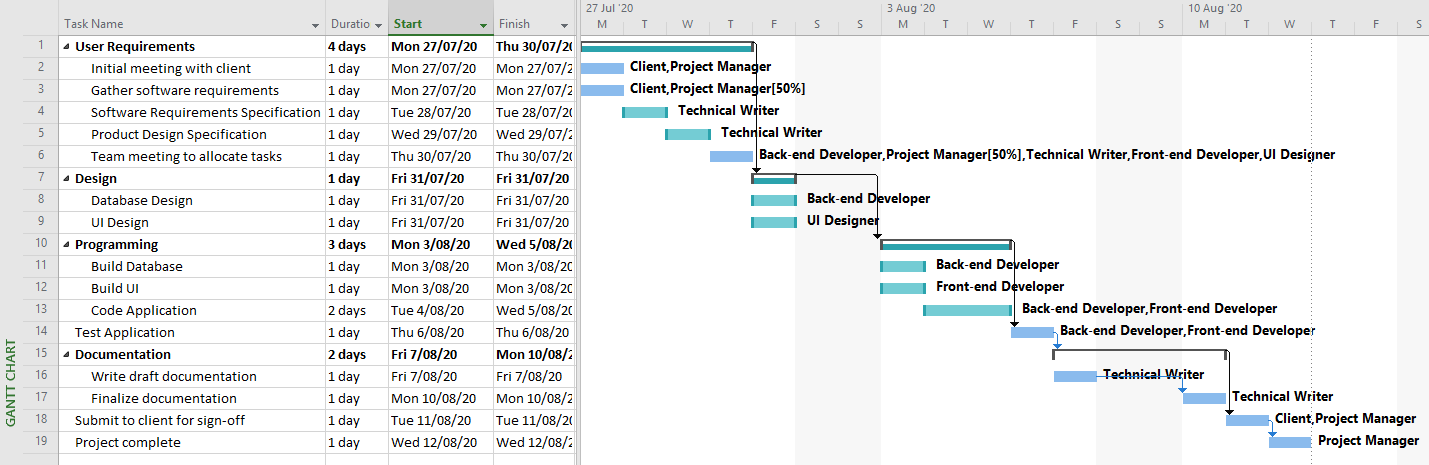 27 Jul '20 3 Aug '20 10 Aug '20
Task Name Duratio Start Finish M T W T F S S M T W T F S S M T W T F S
1 User Requirements 4 days Mon 27/07/20 Thu 30/07/20
2 Initial meeting with client 1 day Mon 27/07/20 Mon 27/07/2 Client,Project Manager
3 Gather software requirements 1 day Mon 27/07/20 Mon 27/07/2 Client,Project Manager[50%]
4 Software Requirements Specification 1 day Tue 28/07/20 Tue 28/07/20 Technical Writer
5 Product Design Specification 1 day Wed 29/07/20 Wed 29/07/2 Technical Writer
6 Team meeting to allocate tasks 1 day Thu 30/07/20 Thu 30/07/20 Back-end Developer,Project Manager[50%],Technical Writer,Front-end Developer,UI Designer
7 Design 1 day Fri 31/07/20 Fri 31/07/20
8 Database Design 1 day Fri 31/07/20 Fri 31/07/20 Back-end Developer
9 UI Design 1 day Fri 31/07/20 Fri 31/07/20 UI Designer
10 Programming 3 days Mon 3/08/20 Wed 5/08/20
11 Build Database 1 day Mon 3/08/20 Mon 3/08/20 Back-end Developer
12 Build UI 1 day Mon 3/08/20 Mon 3/08/20 Front-end Developer
13 Code Application 2 days Tue 4/08/20 Wed 5/08/20 Back-end Developer,Front-end Developer
14 Test Application 1 day Thu 6/08/20 Thu 6/08/20 Back-end Developer,Front-end Developer
15 Documentation 2 days Fri 7/08/20 Mon 10/08/2
16 Write draft documentation 1 day Fri 7/08/20 Fri 7/08/20 Technical Writer
17 Finalize documentation 1 day Mon 10/08/20 Mon 10/08/2 Technical Writer
18 Submit to client for sign-off 1 day Tue 11/08/20 Tue 11/08/20 Client,Project Manager
19 Project complete 1 day Wed 12/08/20 Wed 12/08/2 Project Manager
GANTT CHART